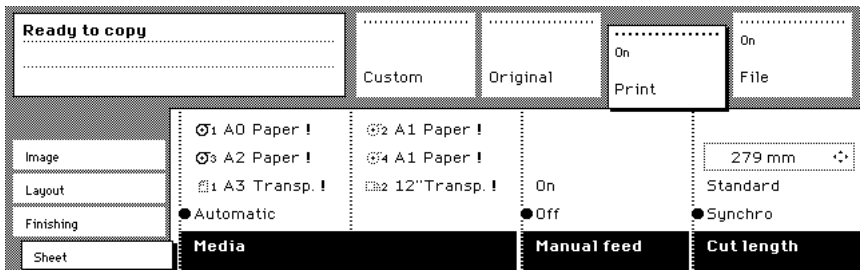 Ready to copy
Custom
Original
On
Print
On
File
Image
Layout
Finishing
Sheet
1 A0 Paper !
2 A1 Paper !
3 A2 Paper !
4 A1 Paper !
1 A3 Transp. !
2 12"Transp. !
Automatic
Media
On
Off
Manual feed
279 mm
Standard
Synchro
Cut length